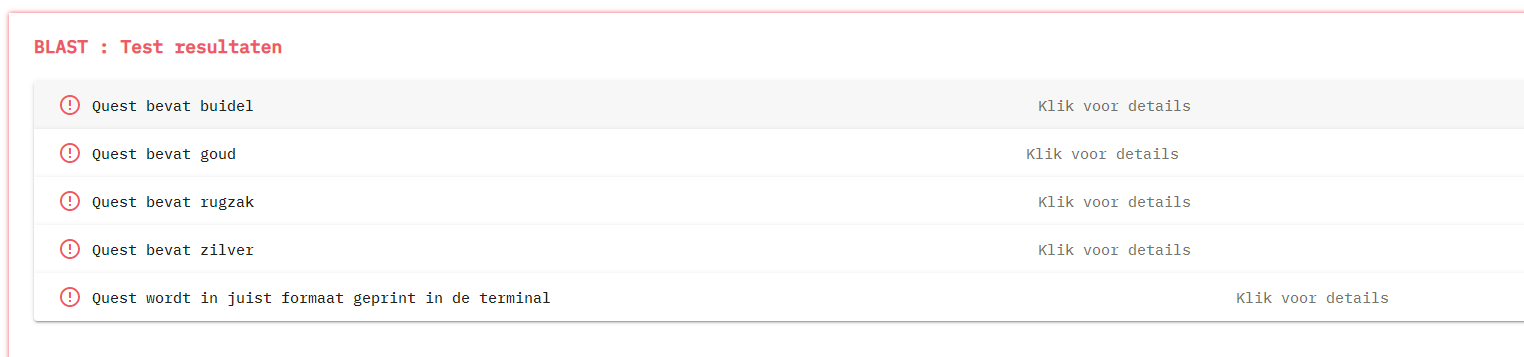 BLAST : Test resultaten
Quest bevat buidel Klik voor details
Quest bevat goud Klik voor details
Quest bevat rugzak Klik voor details
Quest bevat zilver Klik voor details
Quest wordt in juist formaat geprint in de terminal Klik voor details